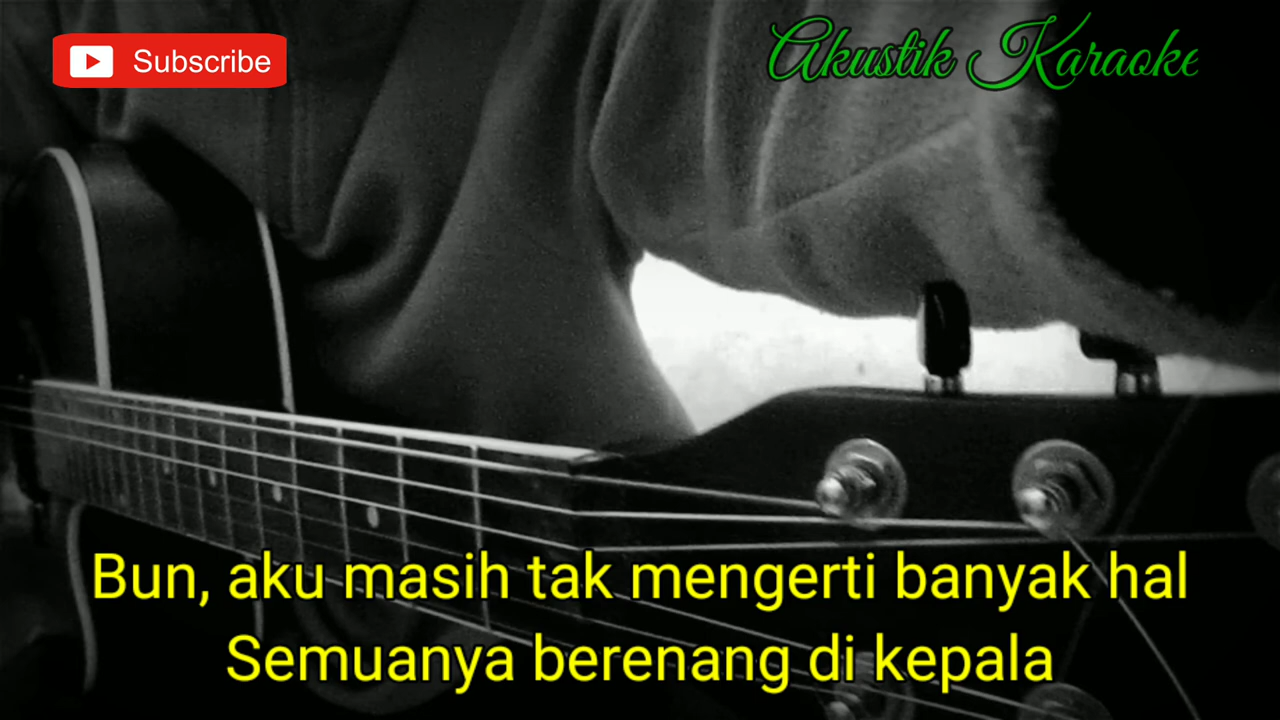 Subscribe
Akustik Karaoke
Bun, aku masih tak mengerti banyak hal
Semuanya berenang di kepala